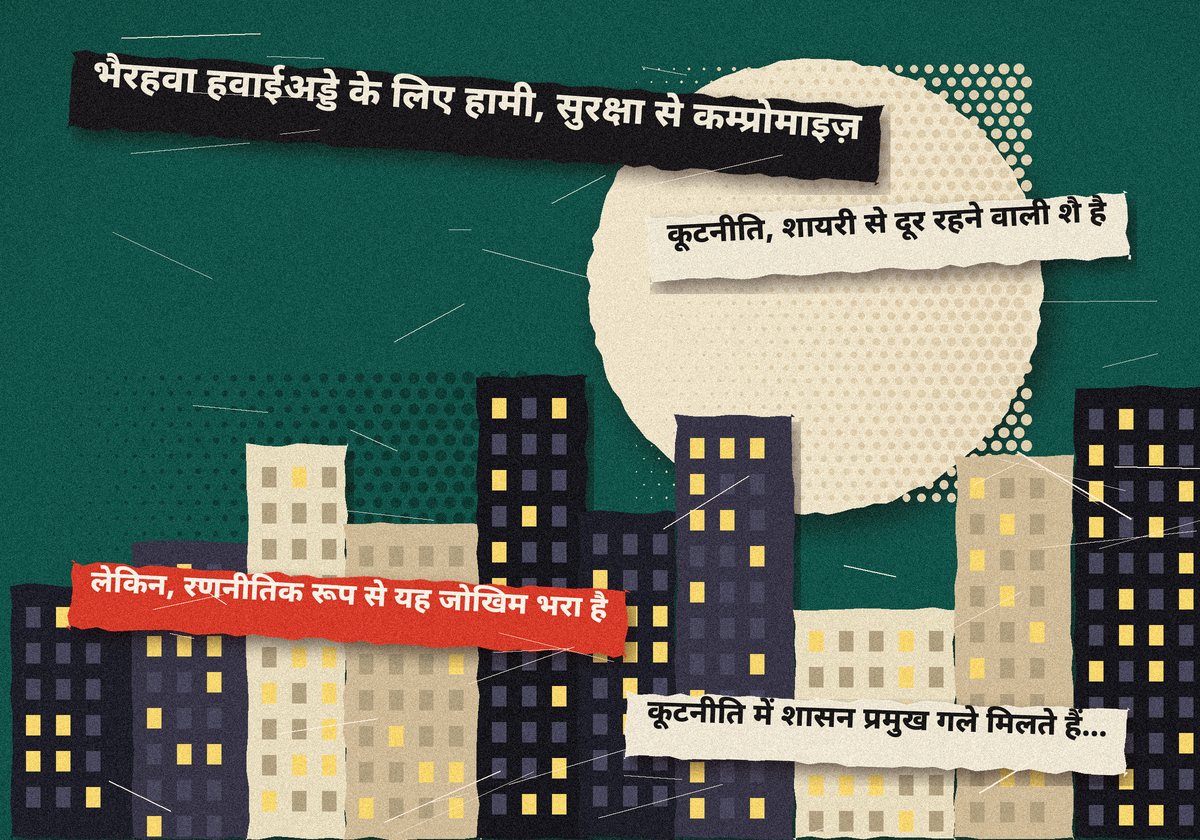 भैरहवा हवाईअड्डे के लिए हामी, सुरक्षा से कम्प्रोमाइज़
कूटनीति, शायरी से दूर रहने वाली शै है
लेकिन, रणनीतिक रूप से यह जोखिम भरा है
कूटनीति में शासन प्रमुख गले मिलते हैं...